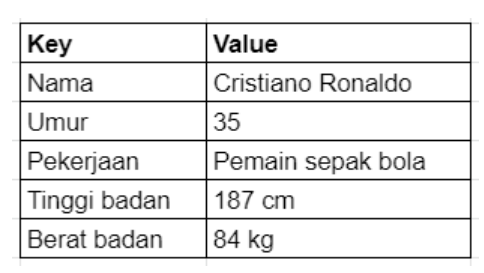 Key Value
Nama Cristiano Ronaldo
Umur 35
Pekerjaan Pemain sepak bola
Tinggi badan 187 cm
Berat badan 84 kg